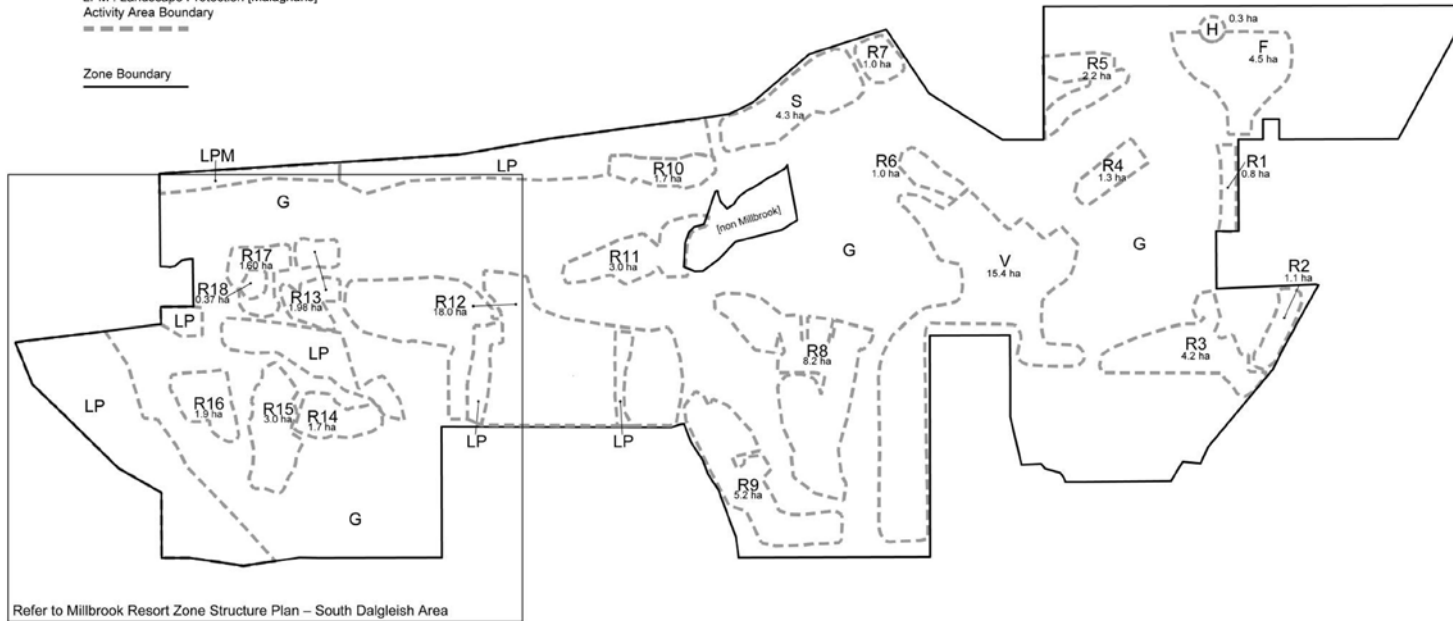 LPM : Landscape Protection [Malaghans]
Activity Area Boundary
Zone Boundary
H
0.3 ha
F
4.5 ha
R7
1.0 ha
R5
2.2 ha
S
4.3 ha
LPM
LP
R10
1.7 ha
R6
1.0 ha
R4
1.3 ha
R1
0.8 ha
G
[non Millbrook]
R17
1.60 ha
R11
3.0 ha
G
V
15.4 ha
G
R2
1.1 ha
R18
0.37 ha
R13
1.98 ha
R12
18.0 ha
LP
LP
R8
8.2 ha
R3
4.2 ha
LP
R16
1.9 ha
R15
3.0 ha
R14
1.7 ha
LP
LP
R9
5.2 ha
G
Refer to Millbrook Resort Zone Structure Plan – South Dalgleish Area